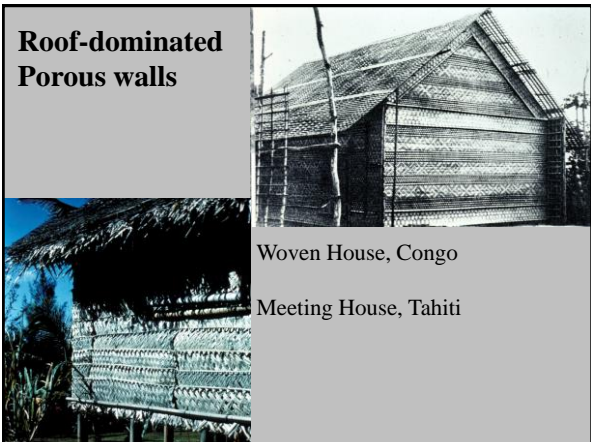 Roof-dominated
Porous walls
Woven House, Congo
Meeting House, Tahiti